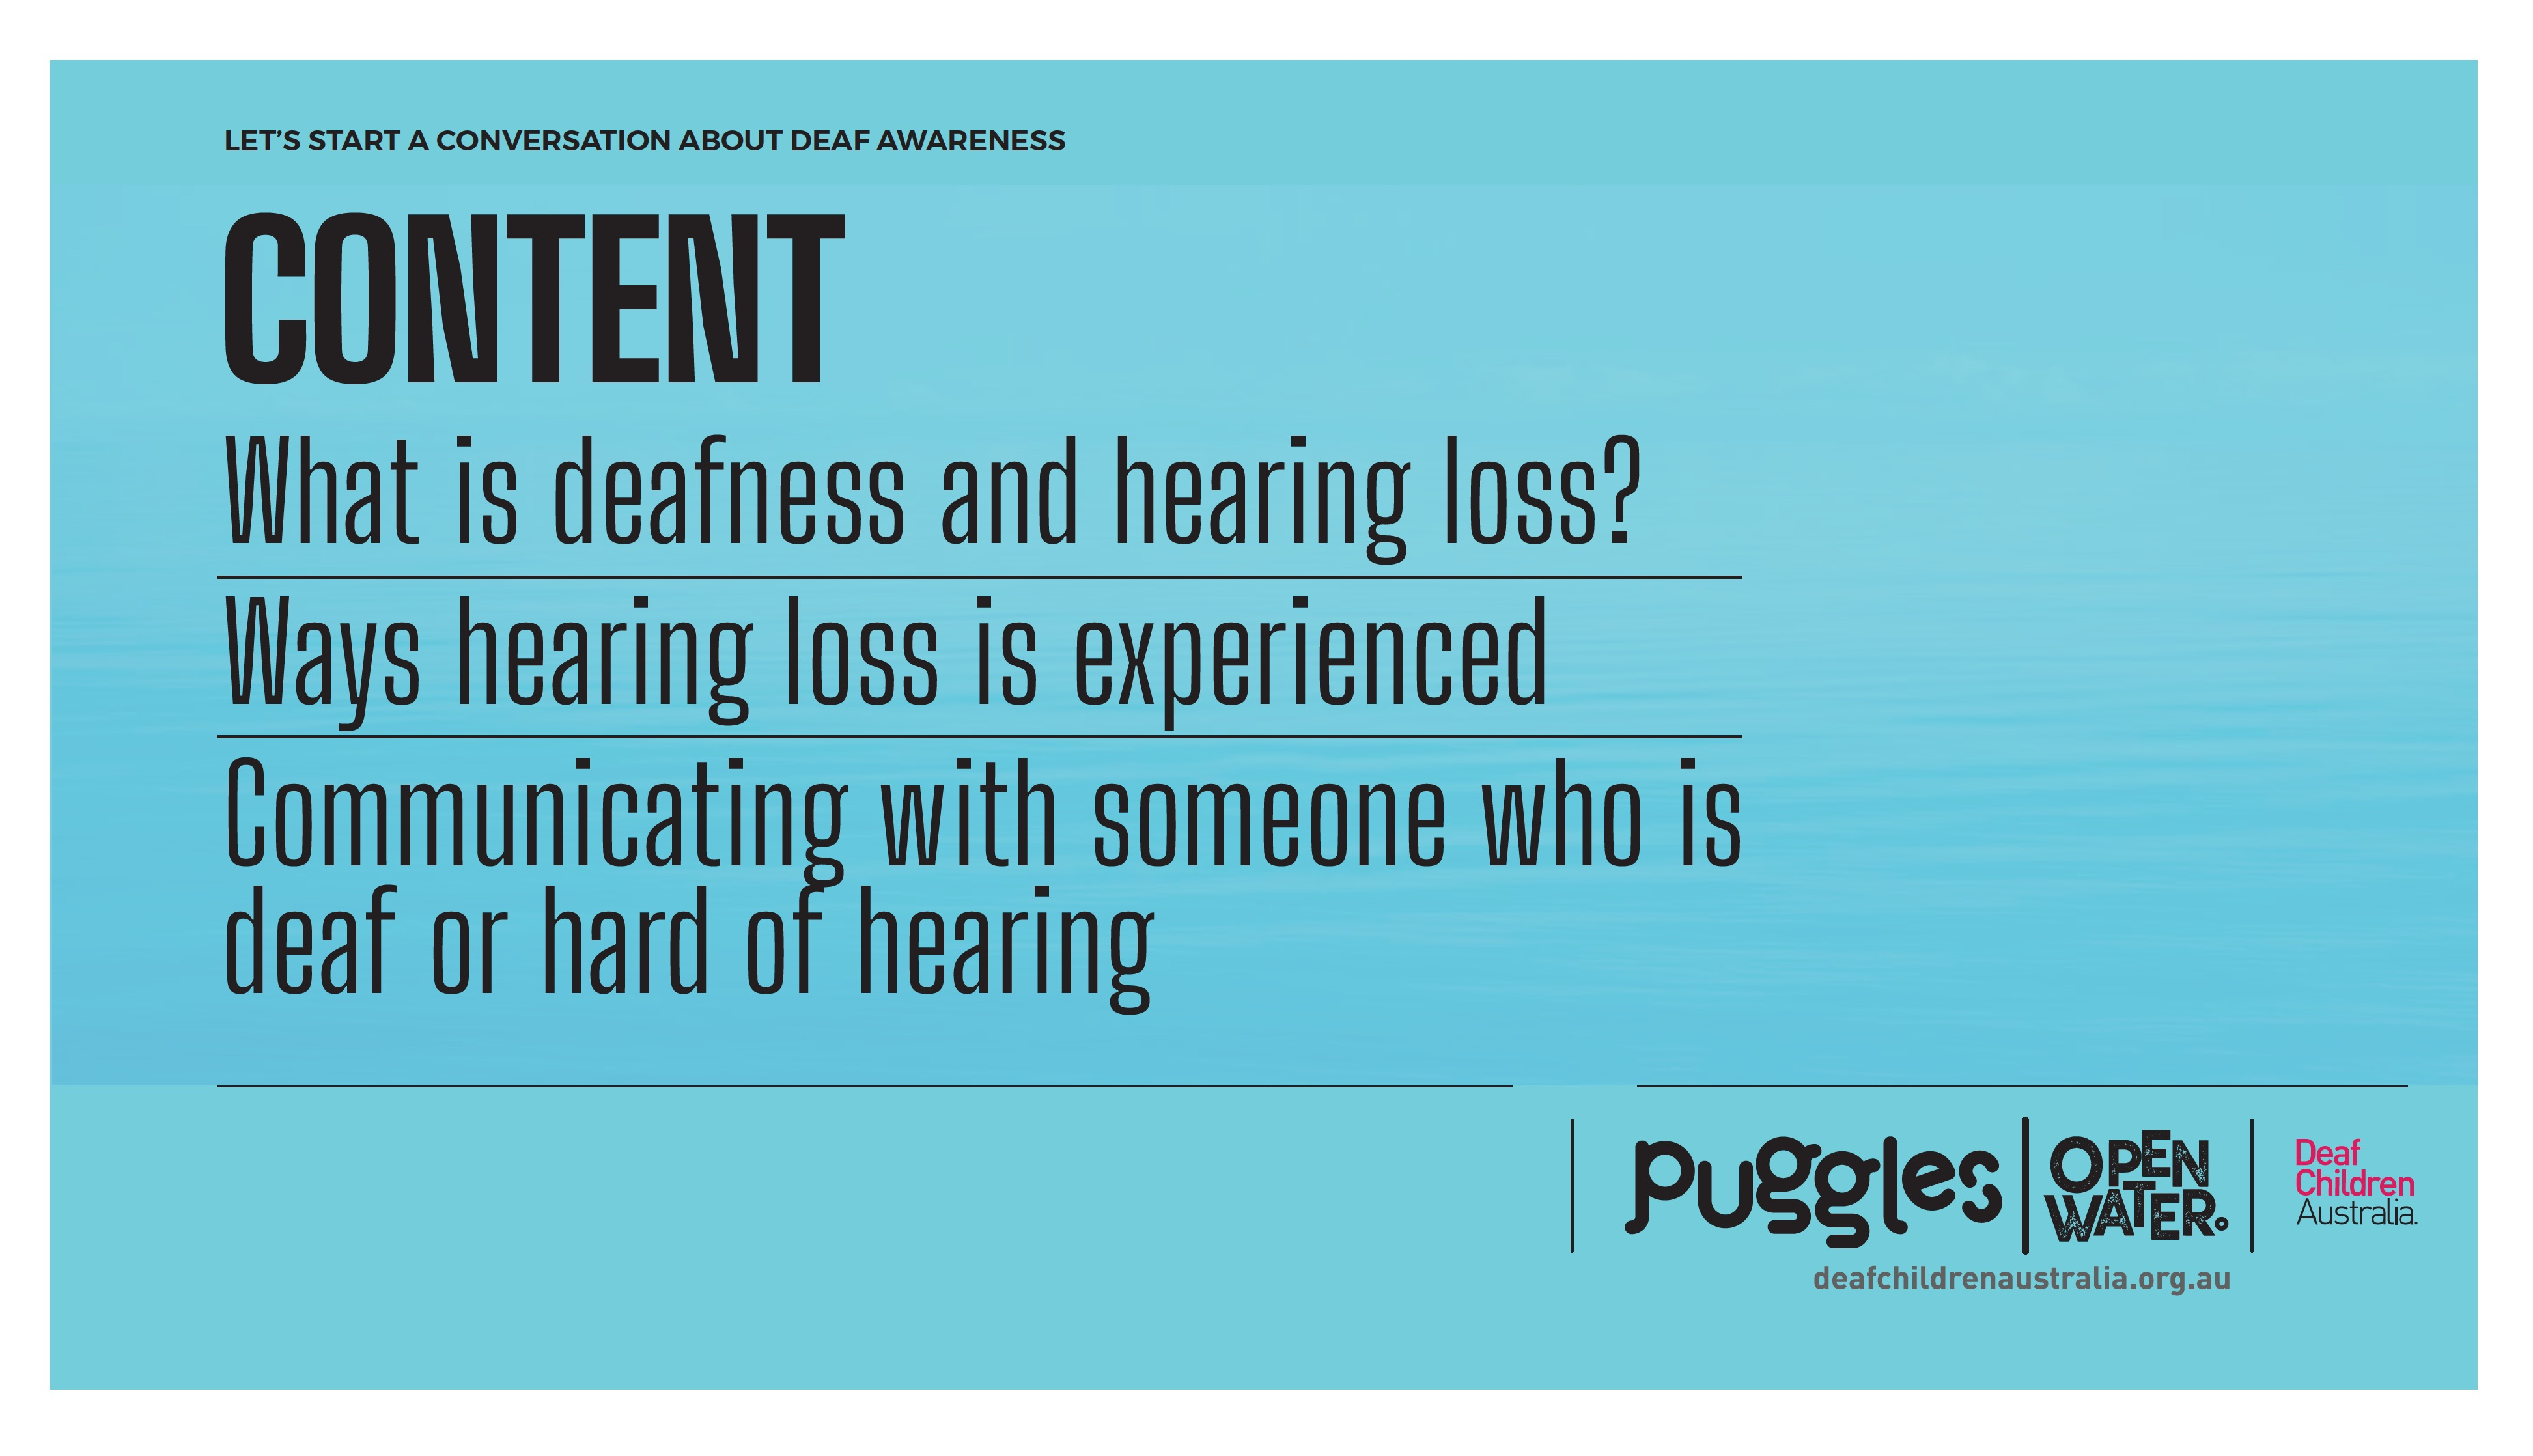 LET’S START A CONVERSATION ABOUT DEAF AWARENESS
CONTENT
What is deafness and hearing loss?
Ways hearing loss is experienced
Communicating with someone who is
deaf or hard of hearing
puggles
OPEN
WATER
Deaf
Children
Australia.
deafchildrenaustralia.org.au